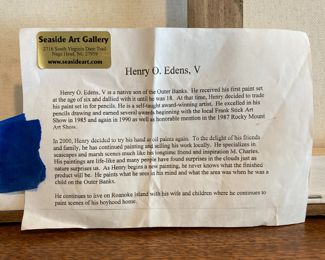 Seaside Art Gallery
2716 South Virginia Dare Trail
Nags Head, NC 27959
www.seasideart.com
Henry O. Edens, V
Henry O. Edens, V is a native son of the Outer Banks. He received his first paint set
at the age of six and dallied with it until he was 18. At that time, Henry decided to trade
his paint set in for pencils. He is a self-taught award-winning artist. He excelled in his
pencils drawing and earned several awards beginning with the local Frank Stick Art
Show in 1985 and again in 1990 as well as honorable mention in the 1987 Rocky Mount
Art Show.
In 2000, Henry decided to try his hand at oil paints again. To the delight of his friends
and family, he has continued painting and selling his work locally. He specializes in
seascapes and marsh scenes much like his longtime friend and inspiration M. Charles.
His paintings are life-like and many people have found surprises in the clouds just as
nature surprises us. As Henry begins a new painting, he never knows what the finished
product will be. He paints what he sees in his mind and what the area was when he was a
child on the Outer Banks.
He continues to live on Roanoke Island with his wife and children where he continues to
paint scenes of his boyhood home.